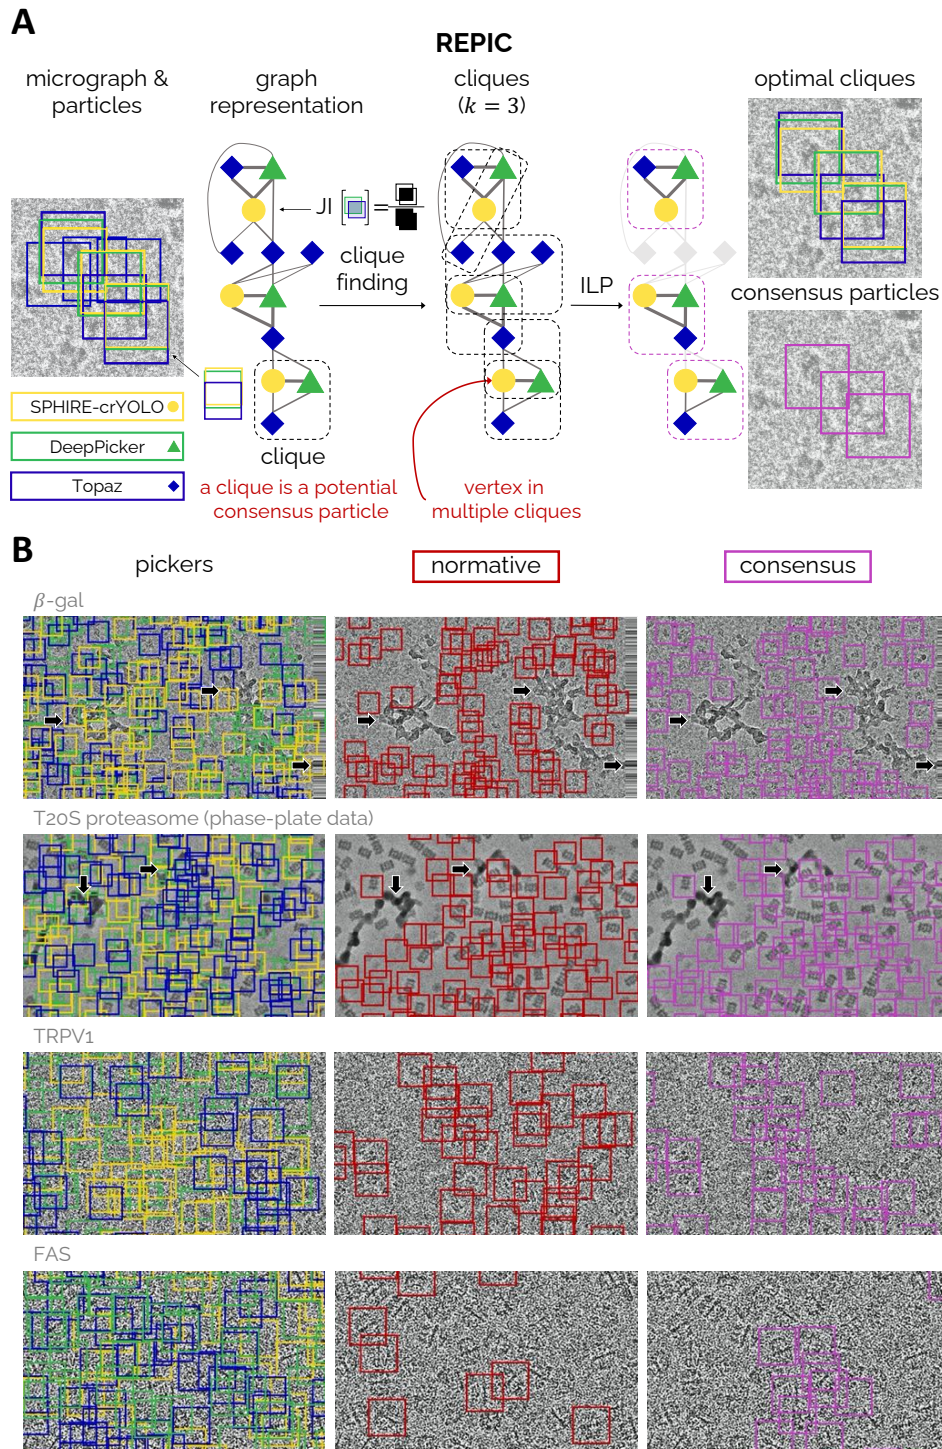 A
REPIC
micrograph &
particles
graph
representation
cliques
(k = 3)
optimal cliques
JI
=
clique
finding
ILP
consensus particles
SPHIRE-crYOLO
DeepPicker
Topaz
clique
a clique is a potential
consensus particle
vertex in
multiple cliques
B
pickers
normative
consensus
β-gal
T20S proteasome (phase-plate data)
TRPV1
FAS